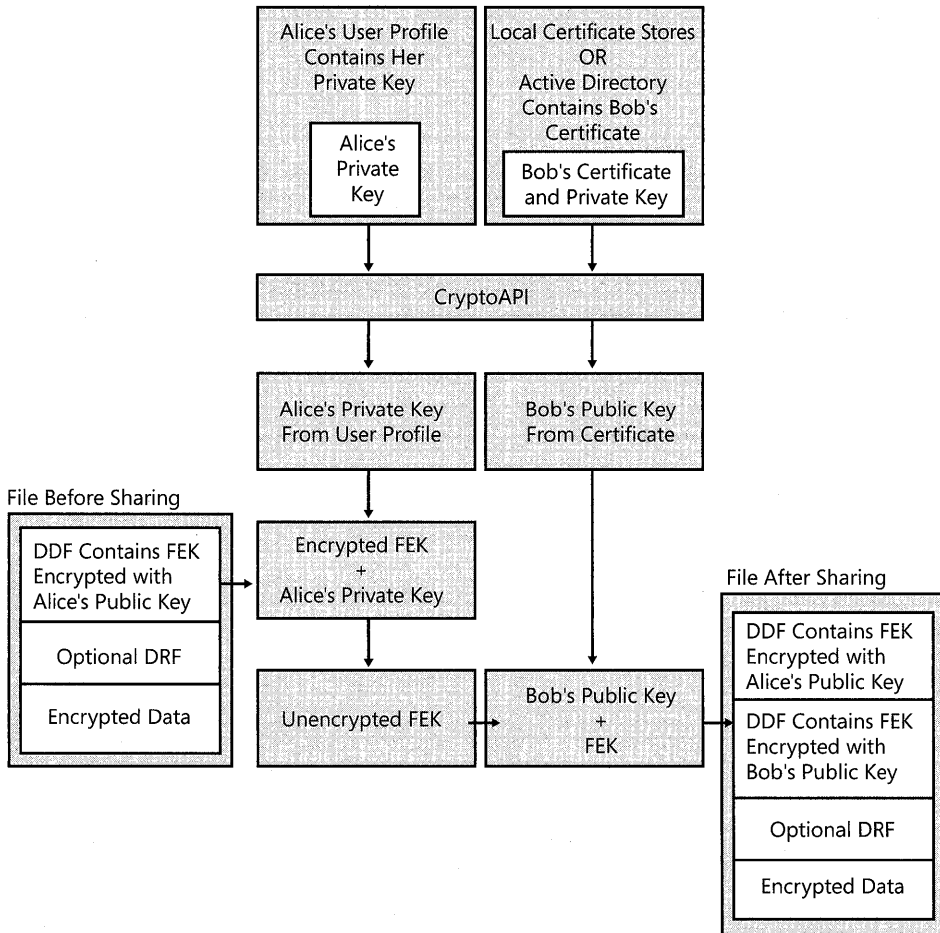 Alice's User Profile
Contains Her
Private Key
Alice's
Private
Key
Local Certificate Stores
OR
Active Directory
Contains Bob's
Certificate
Bob's Certificate
and Private Key
CryptoAPI
Alice's Private Key
From User Profile
Bob's Public Key
From Certificate
File Before Sharing
DDF Contains FEK
Encrypted with
Alice's Public Key
Optional DRF
Encrypted Data
Encrypted FEK
+
Alice's Private Key
Unencrypted FEK
Bob's Public Key
+
FEK
File After Sharing
DDF Contains FEK
Encrypted with
Alice's Public Key
DDF Contains FEK
Encrypted with
Bob's Public Key
Optional DRF
Encrypted Data